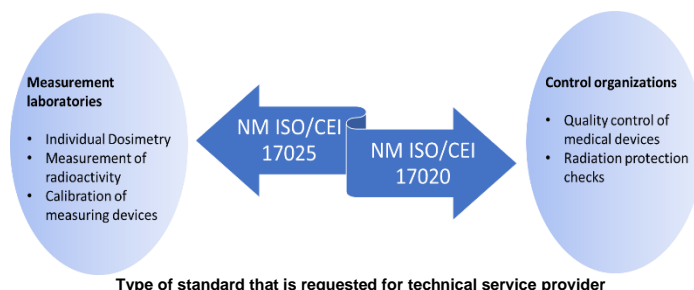 Measurement
laboratories
• Individual Dosimetry
• Measurement of
radioactivity
• Calibration of
measuring devices
NM ISO/CEI
17025
NM ISO/CEI
17020
Control organizations
• Quality control of
medical devices
• Radiation protection
checks
Type of standard that is requested for technical service provider